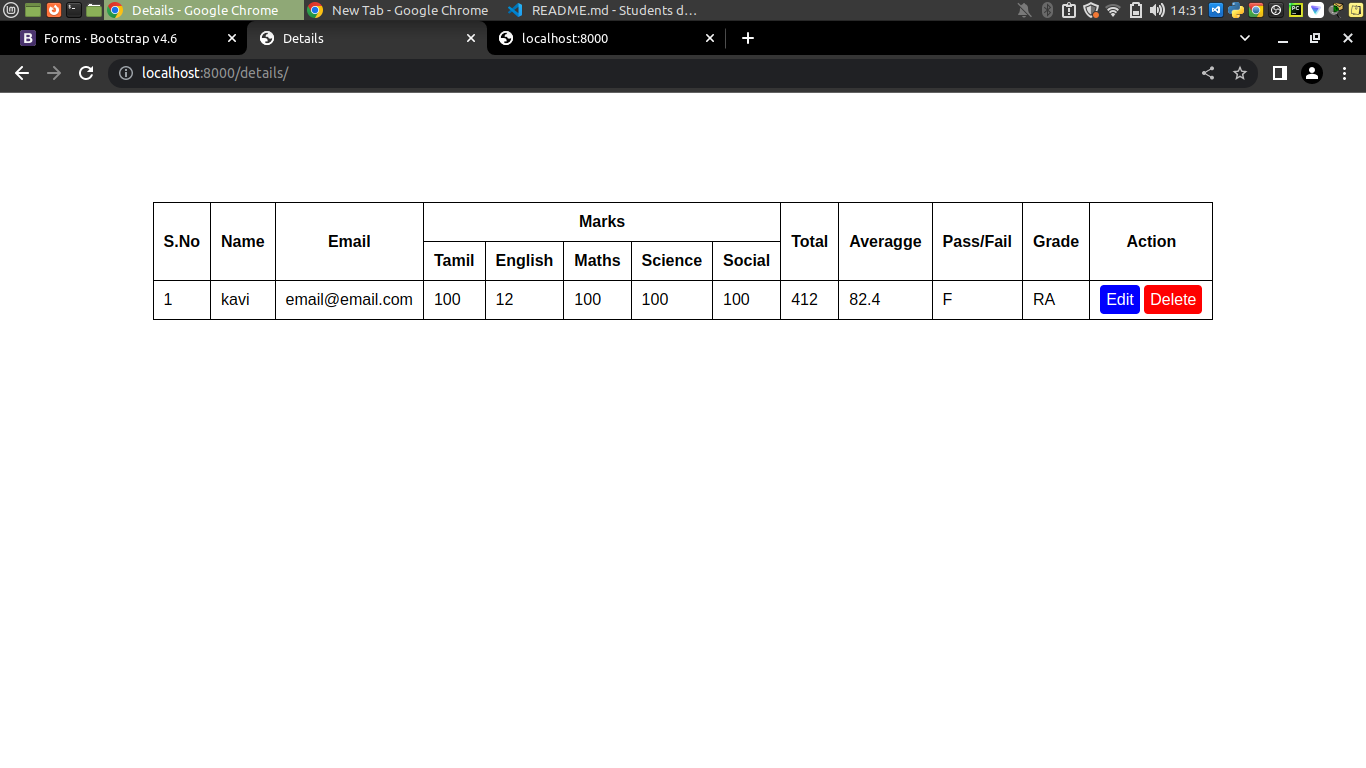 Details - Google Chrome New Tab - Google Chrome README.md - Students d... 14:31
Forms · Bootstrap v4.6 Details localhost:8000
localhost:8000/details/
S.No Name Email Marks Total Averagge Pass/Fail Grade Action
Tamil English Maths Science Social
1 kavi email@email.com 100 12 100 100 100 412 82.4 F RA Edit Delete